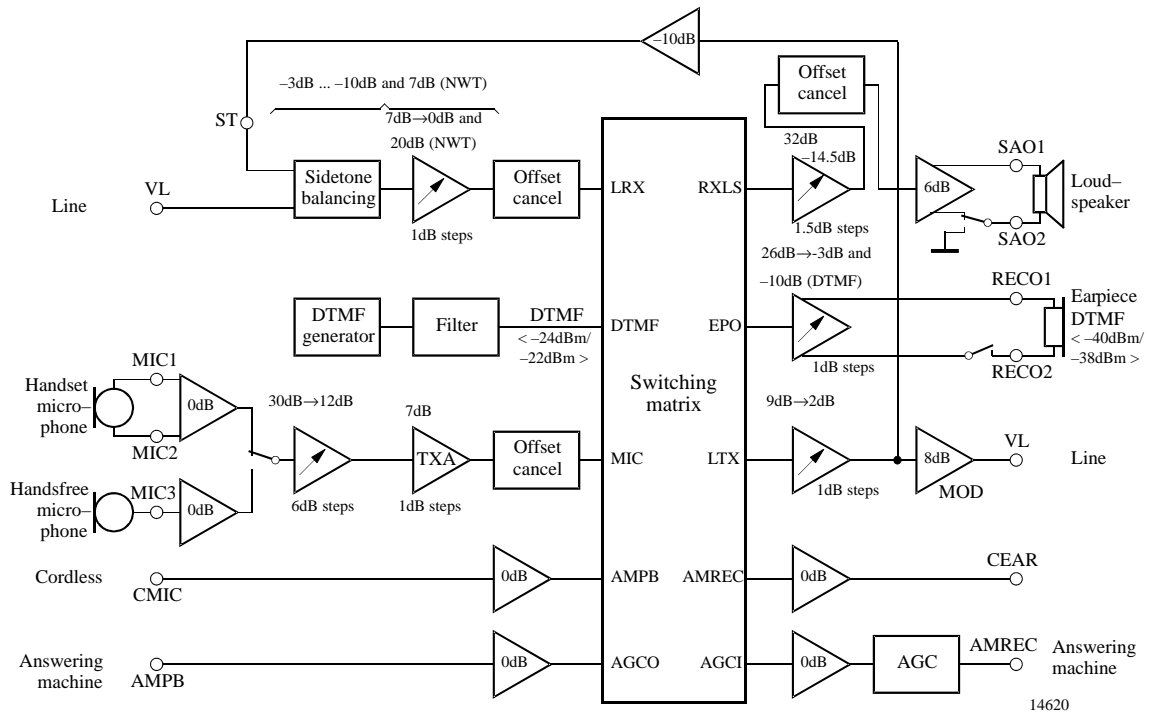 –10dB
–3dB ... –10dB and 7dB (NWT)
7dB→0dB and
20dB (NWT)
ST
VL
Line
Sidetone
balancing
1dB steps
Offset
cancel
LRX
RXLS
32dB
–14.5dB
1.5dB steps
Offset
cancel
6dB
SAO1
SAO2
Loud–
speaker
DTMF
generator
Filter
DTMF
< –24dBm/
–22dBm >
DTMF
EPO
26dB→-3dB and
–10dB (DTMF)
1dB steps
RECO1
RECO2
Earpiece
DTMF
< –40dBm/
–38dBm >
Switching
matrix
Handset
micro–
phone
MIC1
MIC2
0dB
Handsfree
micro–
phone
MIC3
0dB
30dB→12dB
6dB steps
7dB
TXA
1dB steps
Offset
cancel
MIC
LTX
9dB→2dB
1dB steps
8dB
MOD
VL
Line
Cordless
CMIC
0dB
AMPB
AMREC
0dB
CEAR
Answering
machine
AMPB
0dB
AGCO
AGCI
0dB
AGC
AMREC
Answering
machine
14620